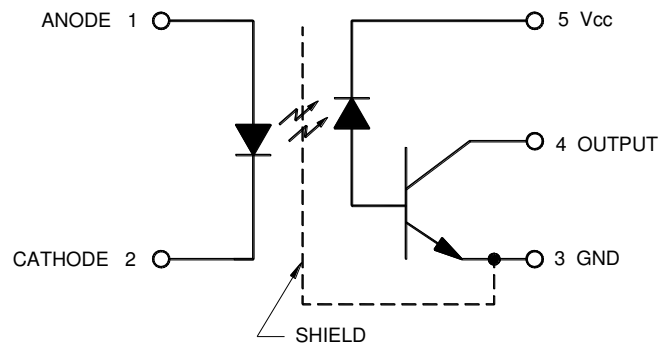 ANODE 1
5 Vcc
4 OUTPUT
CATHODE 2
3 GND
SHIELD